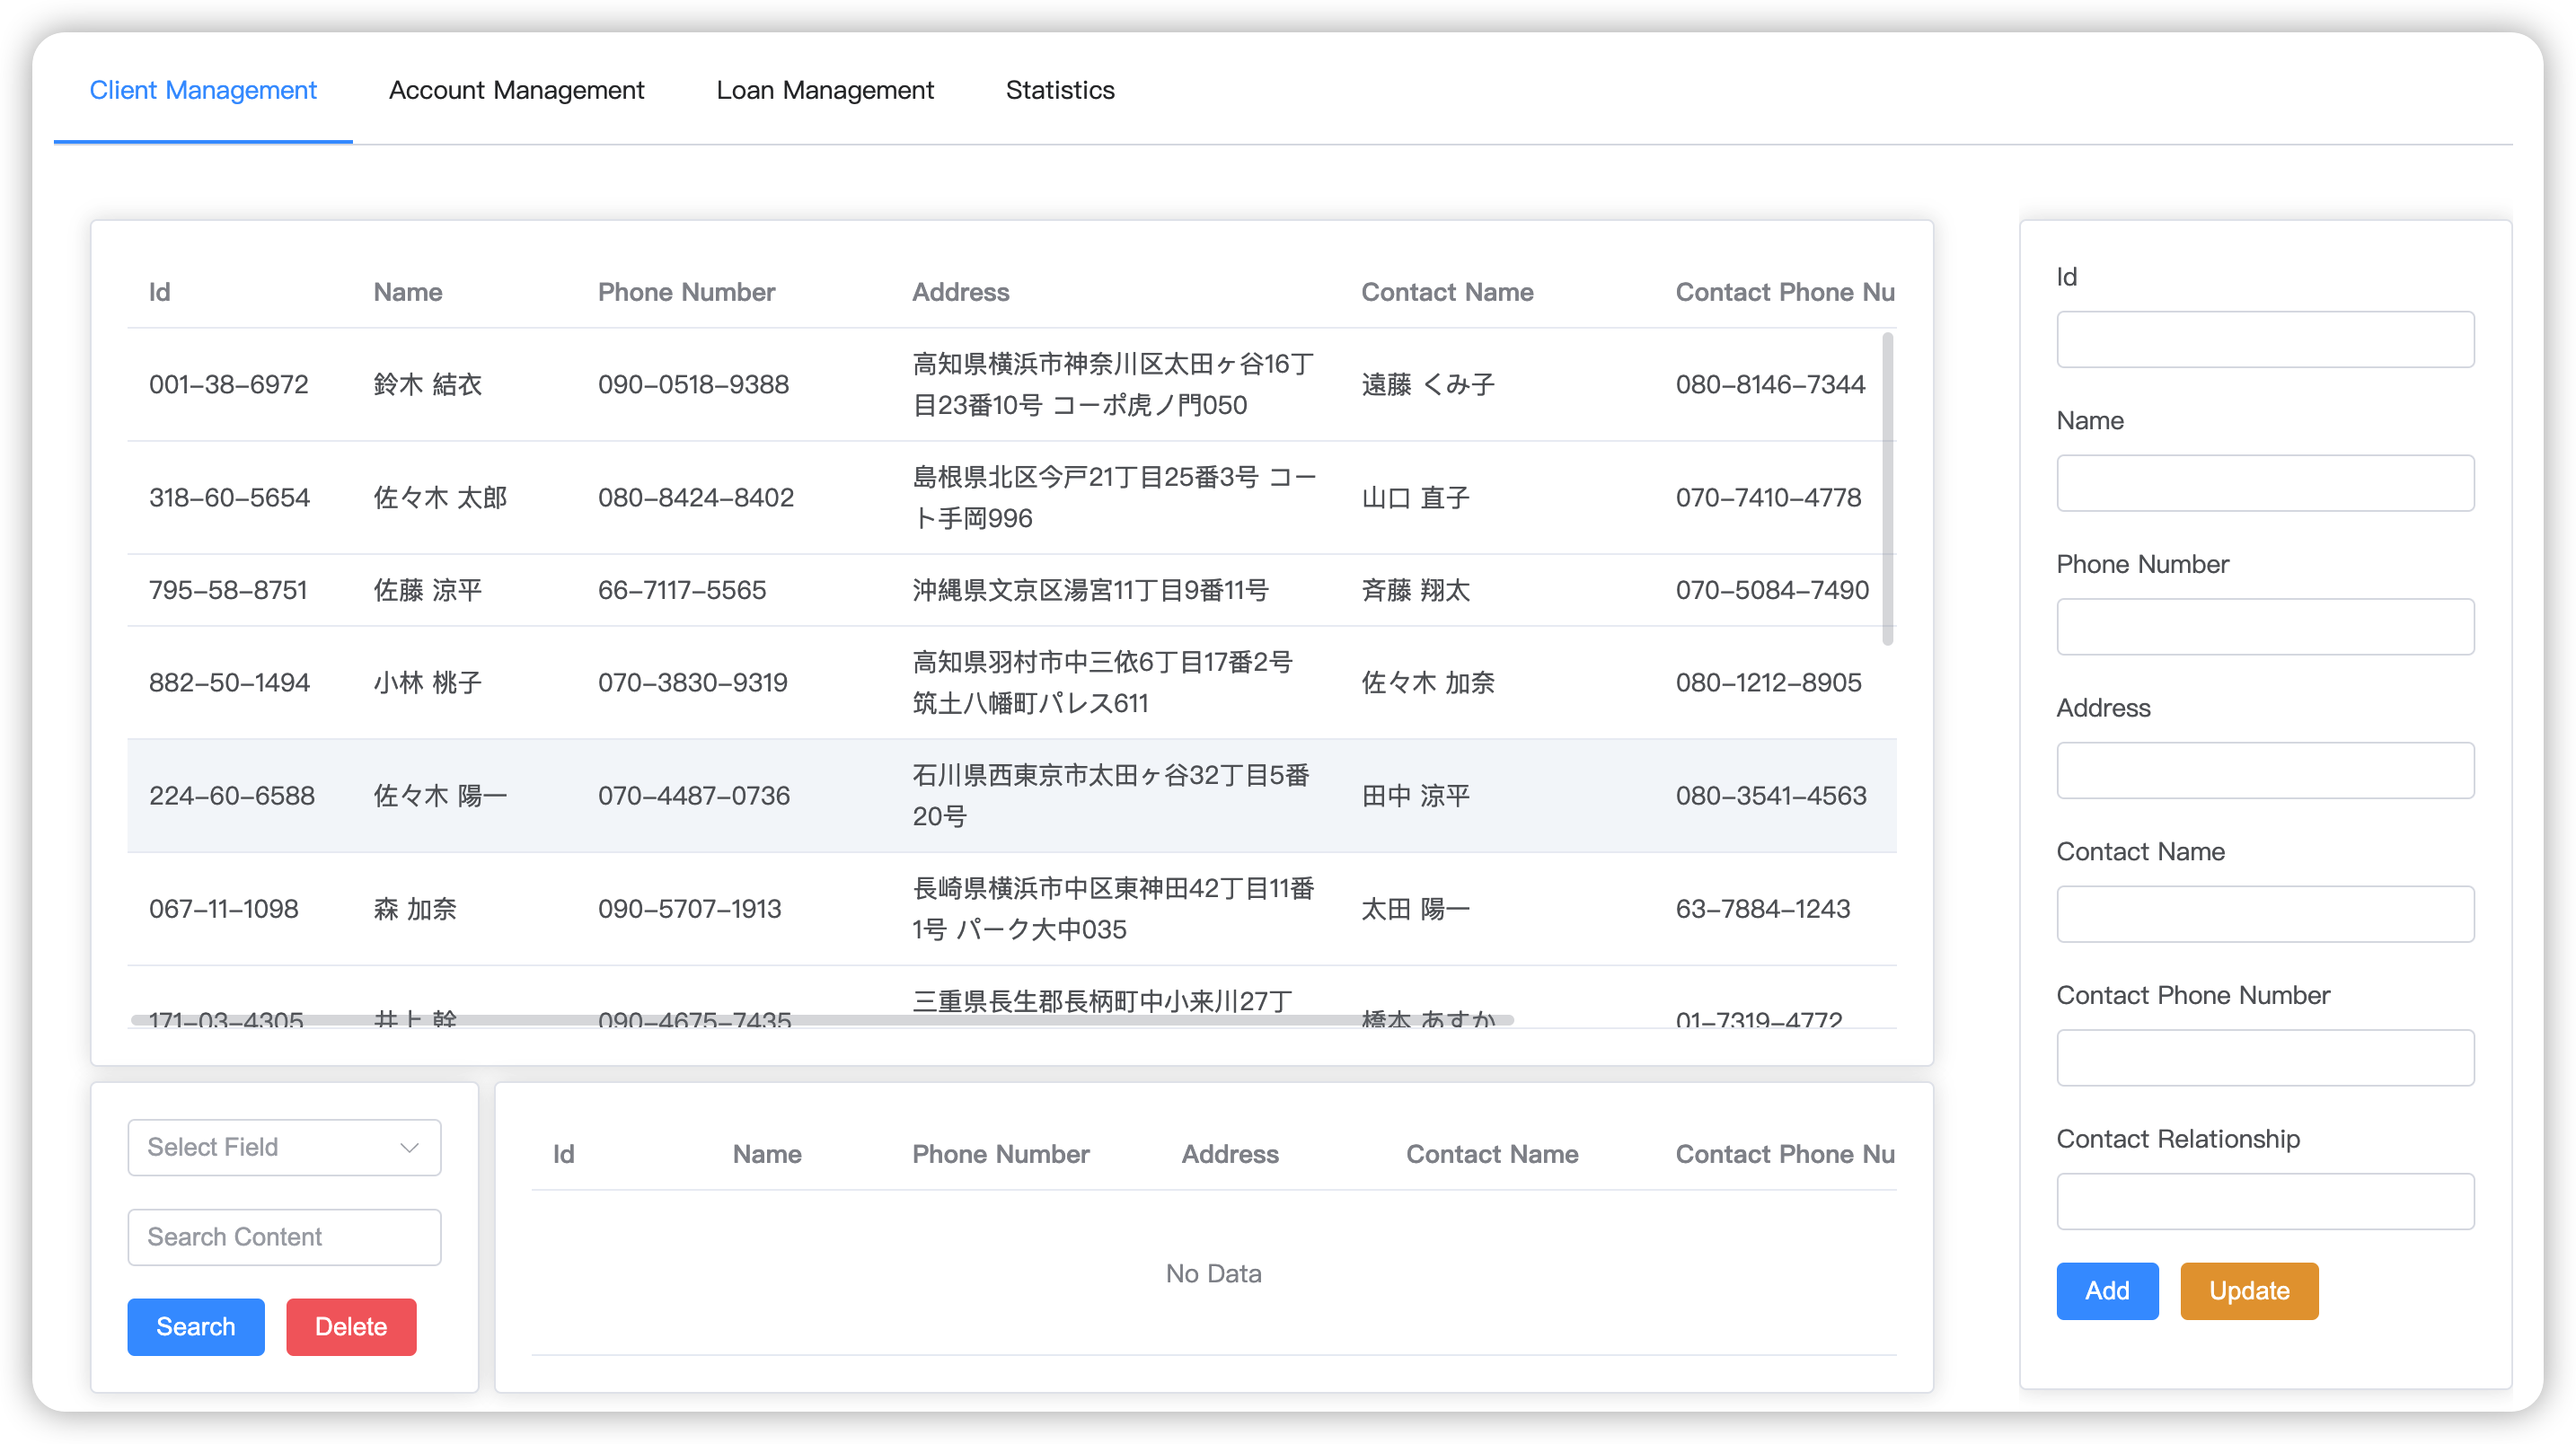 Client Management Account Management Loan Management Statistics
Id Name Phone Number Address Contact Name Contact Phone Nu
001-38-6972 鈴木 結衣 090-0518-9388 高知県横浜市神奈川区太田ヶ谷16丁
目23番10号 コーポ虎ノ門050 遠藤 くみ子 080-8146-7344
318-60-5654 佐々木 太郎 080-8424-8402 島根県北区今戸21丁目25番3号 コー
ト手岡996 山口 直子 070-7410-4778
795-58-8751 佐藤 涼平 66-7117-5565 沖縄県文京区湯宮11丁目9番11号 斉藤 翔太 070-5084-7490
882-50-1494 小林 桃子 070-3830-9319 高知県羽村市中三依6丁目17番2号
筑土八幡町パレス611 佐々木 加奈 080-1212-8905
224-60-6588 佐々木 陽一 070-4487-0736 石川県西東京市太田ヶ谷32丁目5番
20号 田中 涼平 080-3541-4563
067-11-1098 森 加奈 090-5707-1913 長崎県横浜市中区東神田42丁目11番
1号 パーク大中035 太田 陽一 63-7884-1243
171-03-4305 井上 幹 090-4675-7435 三重県長生郡長柄町中小来川27丁
橋本 あすか 01-7319-4772
Select Field
Search Content
Search Delete
Id Name Phone Number Address Contact Name Contact Phone Nu
No Data
Id
Name
Phone Number
Address
Contact Name
Contact Phone Number
Contact Relationship
Add Update